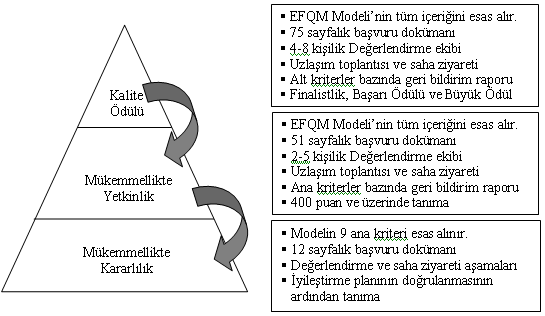 Kalite
Ödülü
▪ EFQM Modeli’nin tüm içeriğini esas alır.
▪ 75 sayfalık başvuru dokümanı
▪ 4-8 kişilik Değerlendirme ekibi
▪ Uzlaşım toplantısı ve saha ziyareti
▪ Alt kriterler bazında geri bildirim raporu
▪ Finalistlik, Başarı Ödülü ve Büyük Ödül
Mükemmellikte
Yetkinlik
▪ EFQM Modeli’nin tüm içeriğini esas alır.
▪ 51 sayfalık başvuru dokümanı
▪ 2-5 kişilik Değerlendirme ekibi
▪ Uzlaşım toplantısı ve saha ziyareti
▪ Ana kriterler bazında geri bildirim raporu
▪ 400 puan ve üzerinde tanıma
Mükemmellikte
Kararlılık
▪ Modelin 9 ana kriteri esas alınır.
▪ 12 sayfalık başvuru dokümanı
▪ Değerlendirme ve saha ziyareti aşamaları
▪ İyileştirme planının doğrulanmasının
ardından tanıma